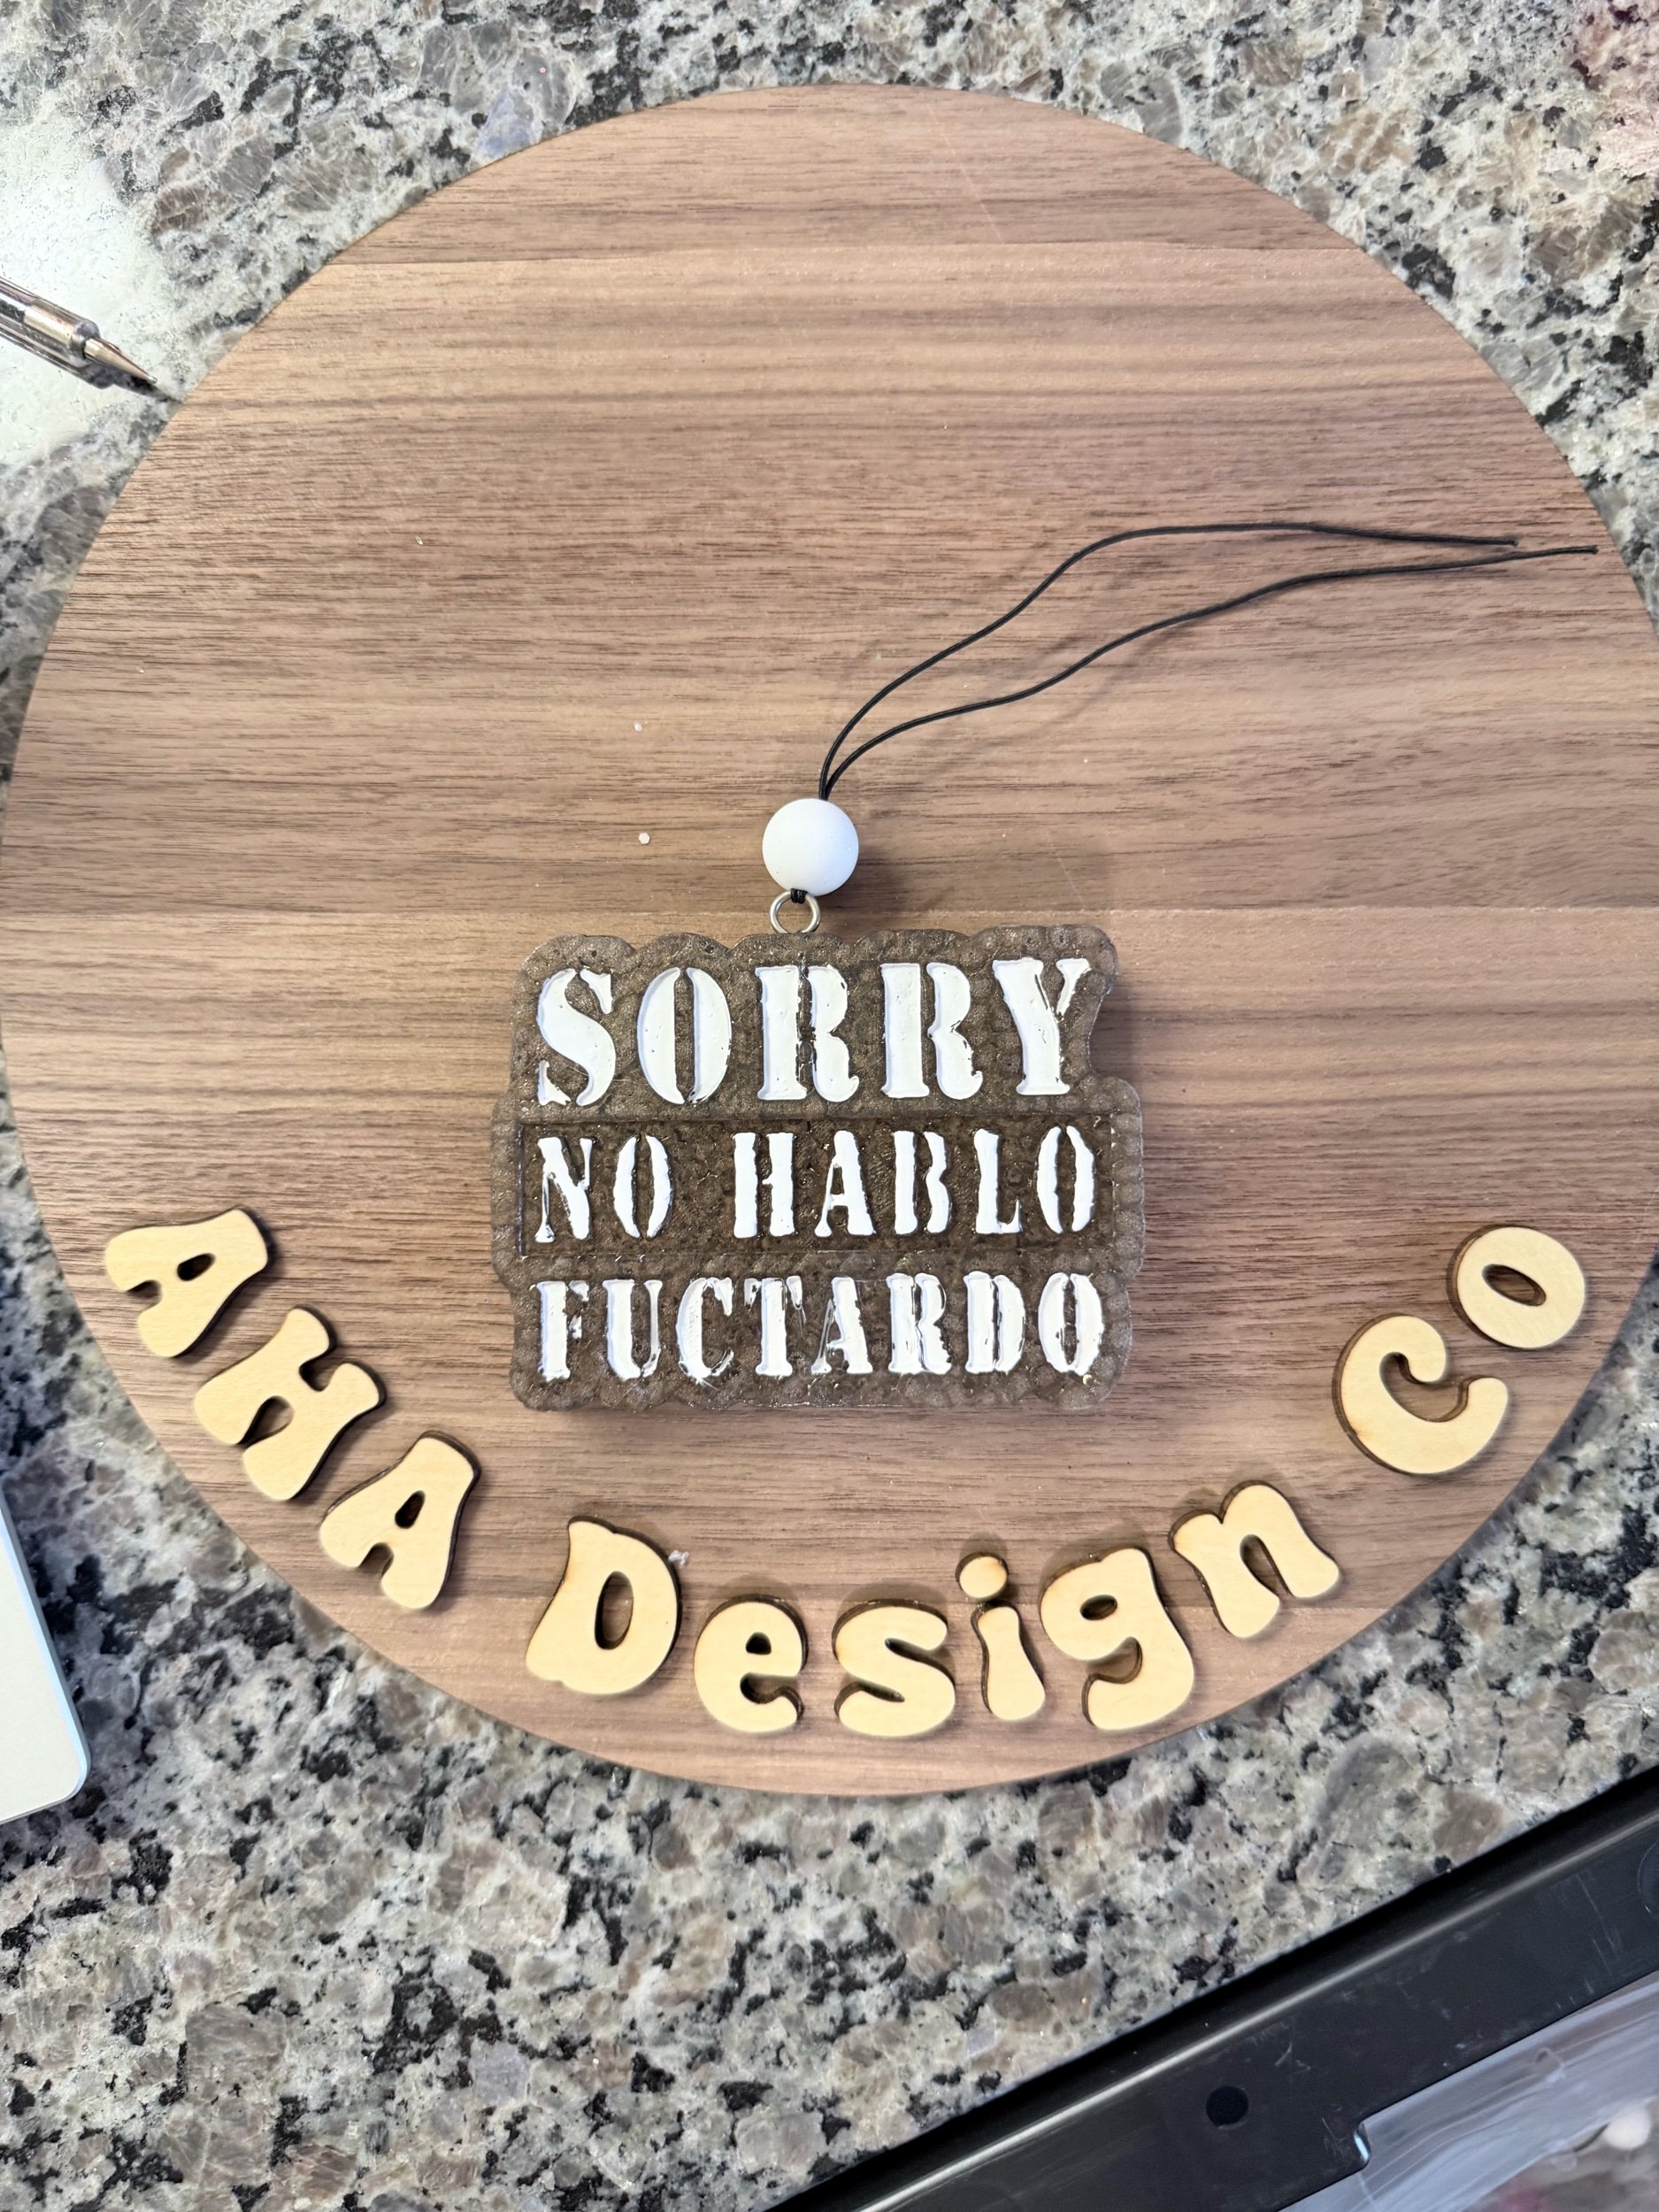 SORRY
NO HABLO
FUCTARDO
AHA Design Co